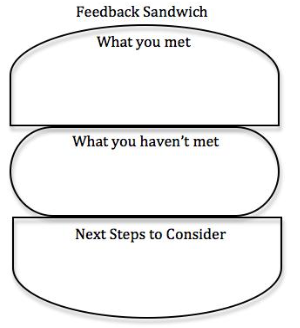 Feedback Sandwich
What you met
What you haven’t met
Next Steps to Consider